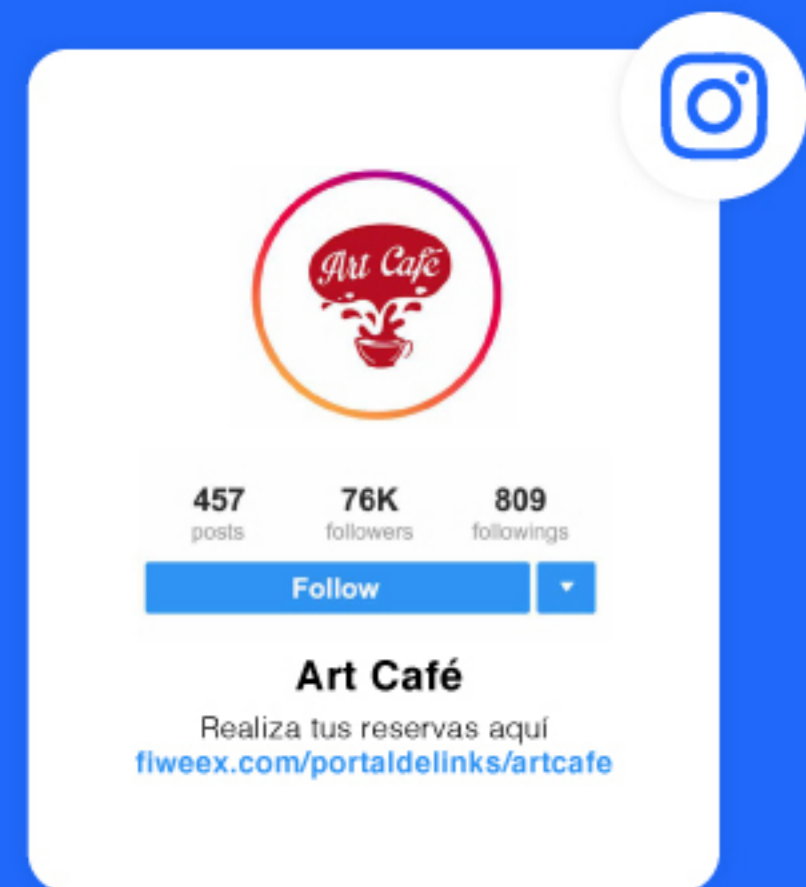 Art Café
457 76K 809
posts followers followings
Follow
Art Café
Realiza tus reservas aquí
fiweex.com/portaldelinks/artcafe